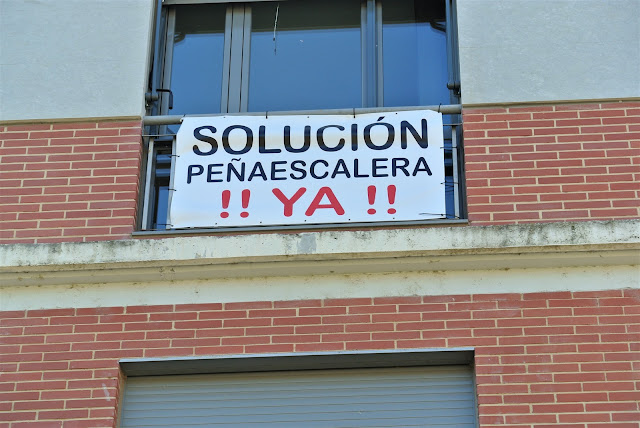 SOLUCIÓN
PEÑAESCALERA
!! YA !!